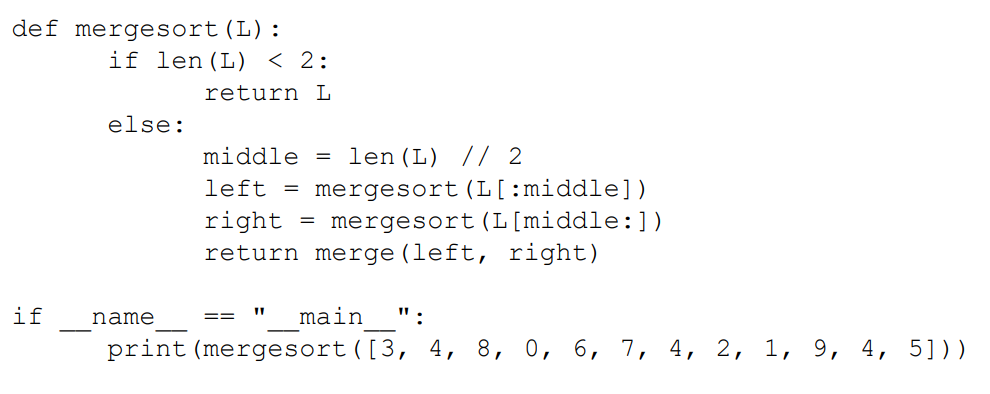 def mergesort(L):
      if len(L) < 2:
            return L
      else:
            middle = len(L) // 2
            left = mergesort(L[:middle])
            right = mergesort(L[middle:])
            return merge(left, right)

if __name__ == "__main__":
      print(mergesort([3, 4, 8, 0, 6, 7, 4, 2, 1, 9, 4, 5]))